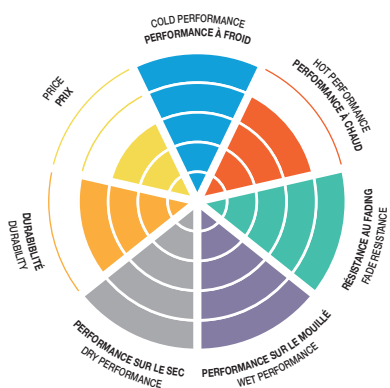 COLD PERFORMANCE
PERFORMANCE À FROID
HOT PERFORMANCE
PERFORMANCE À CHAUD
RÉSISTANCE AU FADING
FADE RESISTANCE
PERFORMANCE SUR LE MOUILLÉ
WET PERFORMANCE
PERFORMANCE SUR LE SEC
DRY PERFORMANCE
DURABIBLITÉ
DURABILITY
PRICE
PRIX